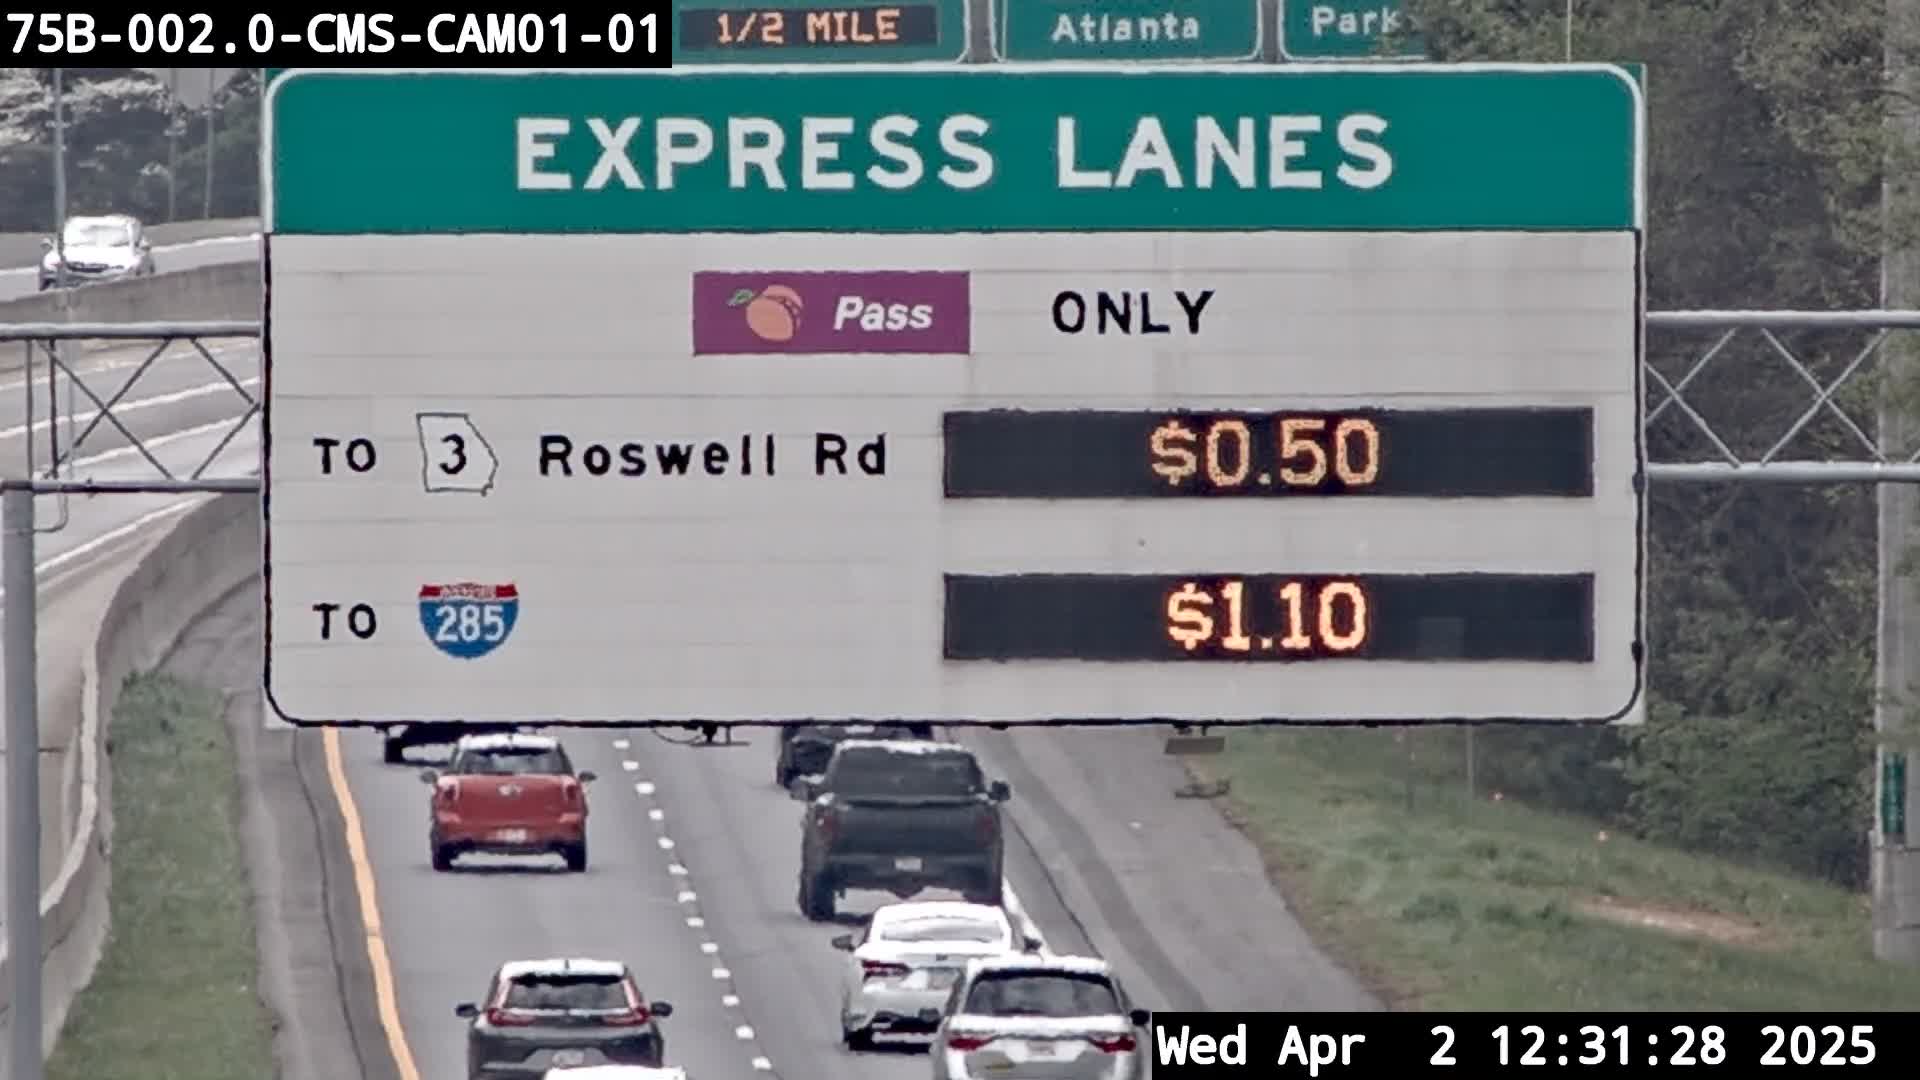 75B-002.0-CMS-CAM01-01
1/2 MILE
Atlanta
Park
EXPRESS LANES
Pass ONLY
TO 3 Roswell Rd $0.50
TO 285 $1.10
Wed Apr 2 12:31:28 2025